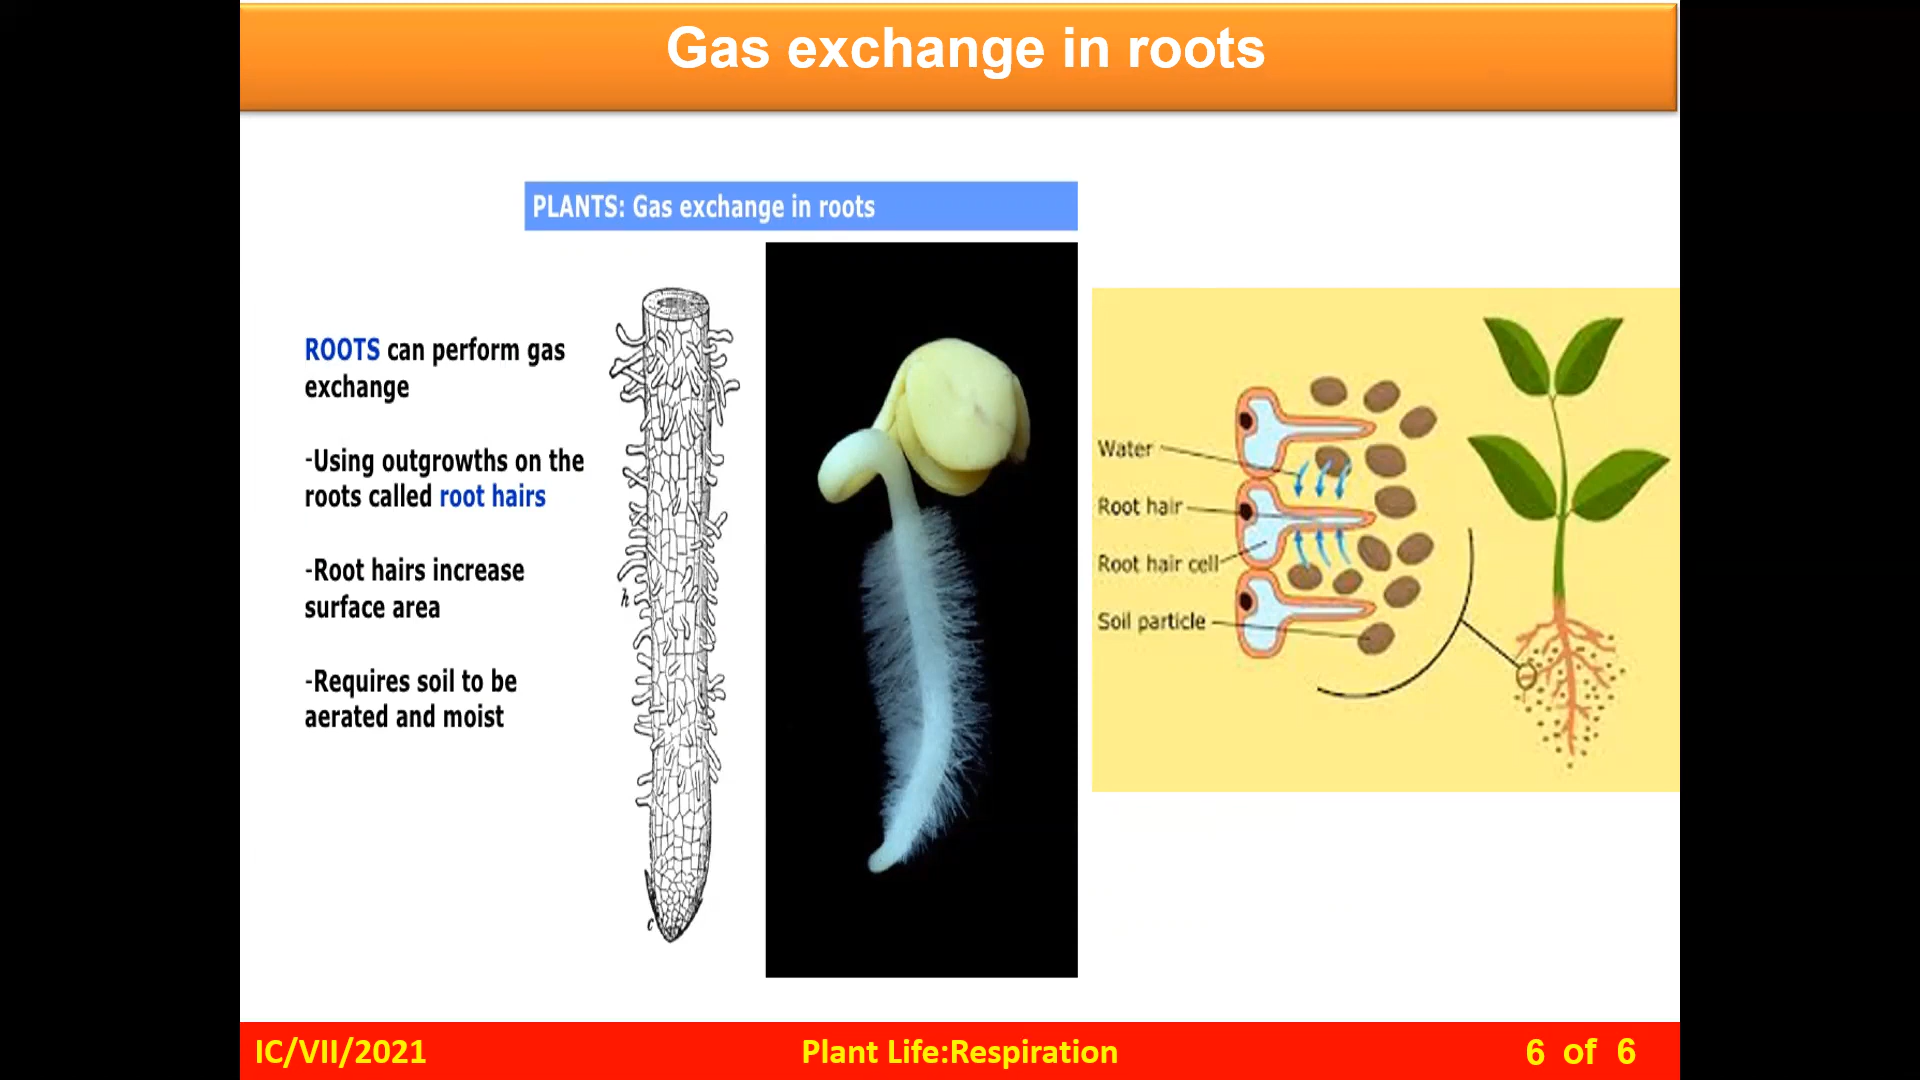 Gas exchange in roots
PLANTS: Gas exchange in roots
ROOTS can perform gas
exchange
-Using outgrowths on the
roots called root hairs
-Root hairs increase
surface area
-Requires soil to be
aerated and moist
h
c
Water
Root hair
Root hair cell
Soil particle
IC/VII/2021
Plant Life:Respiration
6 of 6